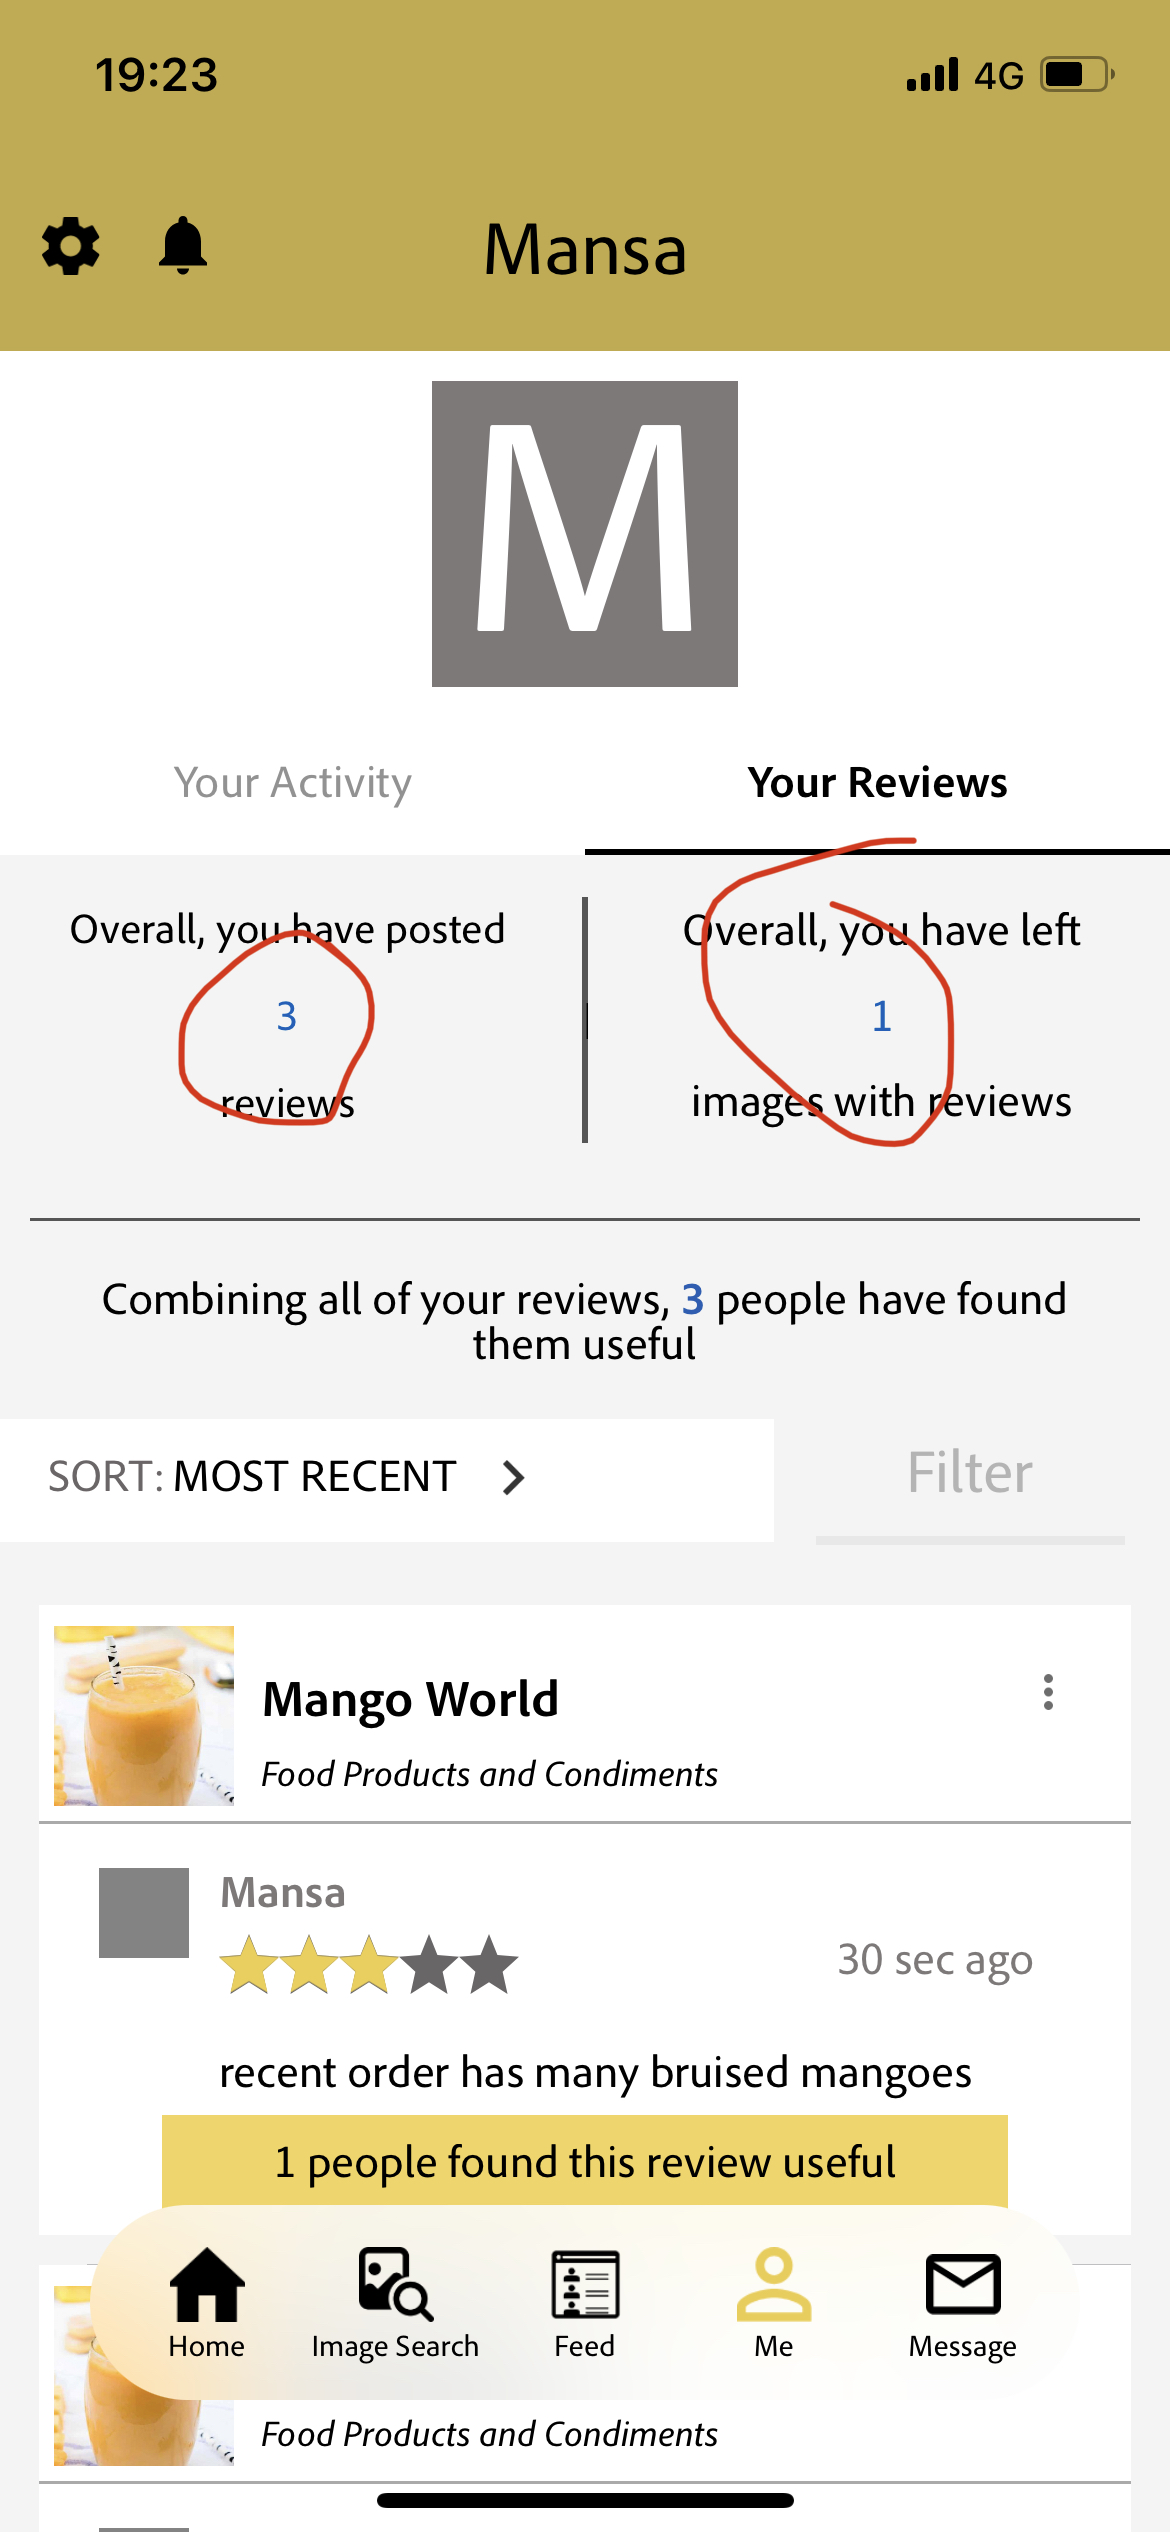 19:23
4G
Mansa
M
Your Activity
Your Reviews
Overall, you have posted
3
reviews
Overall, you have left
1
images with reviews
Combining all of your reviews, 3 people have found
them useful
SORT: MOST RECENT
Filter
Mango World
Food Products and Condiments
Mansa
30 sec ago
recent order has many bruised mangoes
1 people found this review useful
Home
Image Search
Feed
Me
Message
Food Products and Condiments